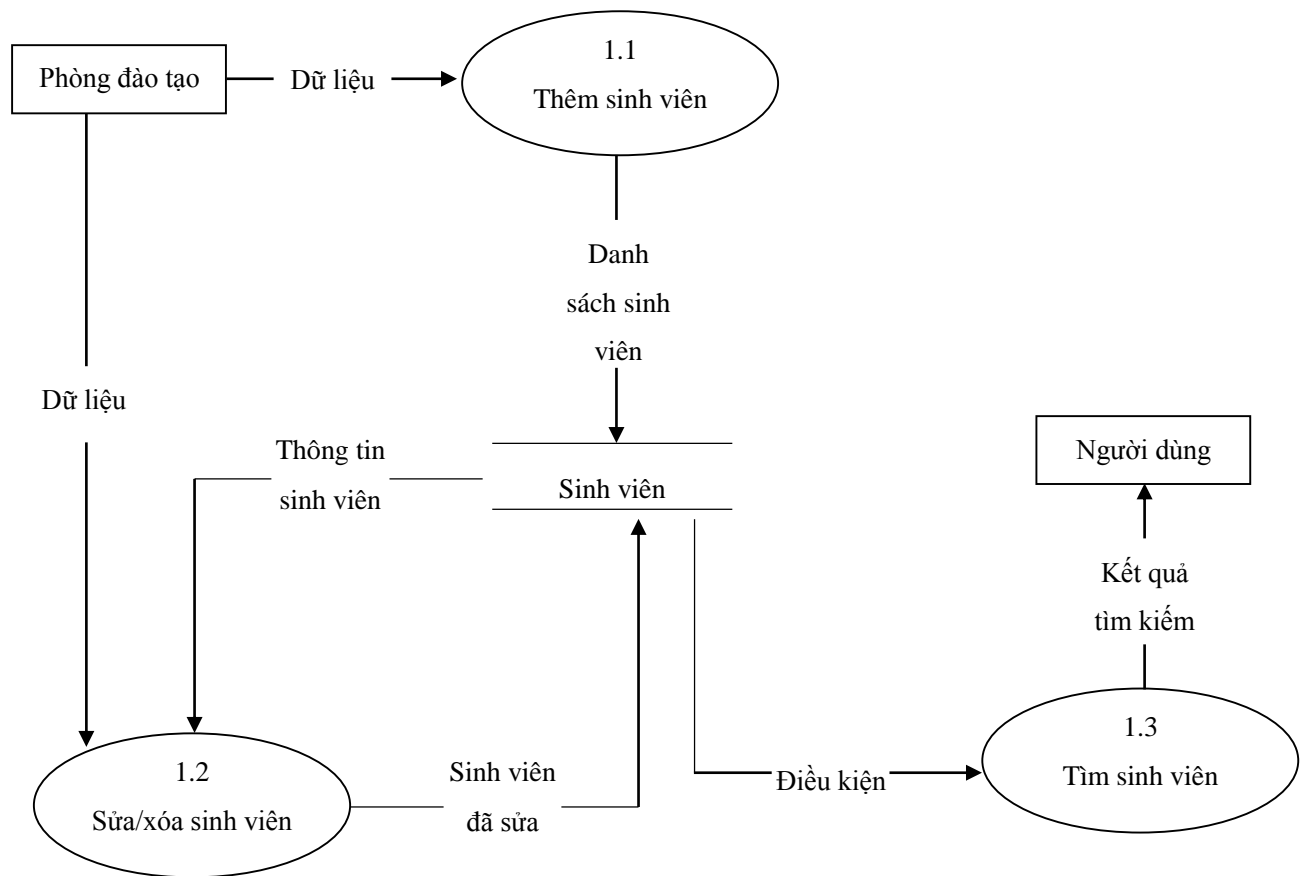 1.1
Phòng đào tạo
Dữ liệu
Thêm sinh viên
Danh
sách sinh
viên
Dữ liệu
Thông tin
sinh viên
Sinh viên
Người dùng
Kết quả
tìm kiếm
1.2
Sửa/xóa sinh viên
Sinh viên
đã sửa
Điều kiện
1.3
Tìm sinh viên